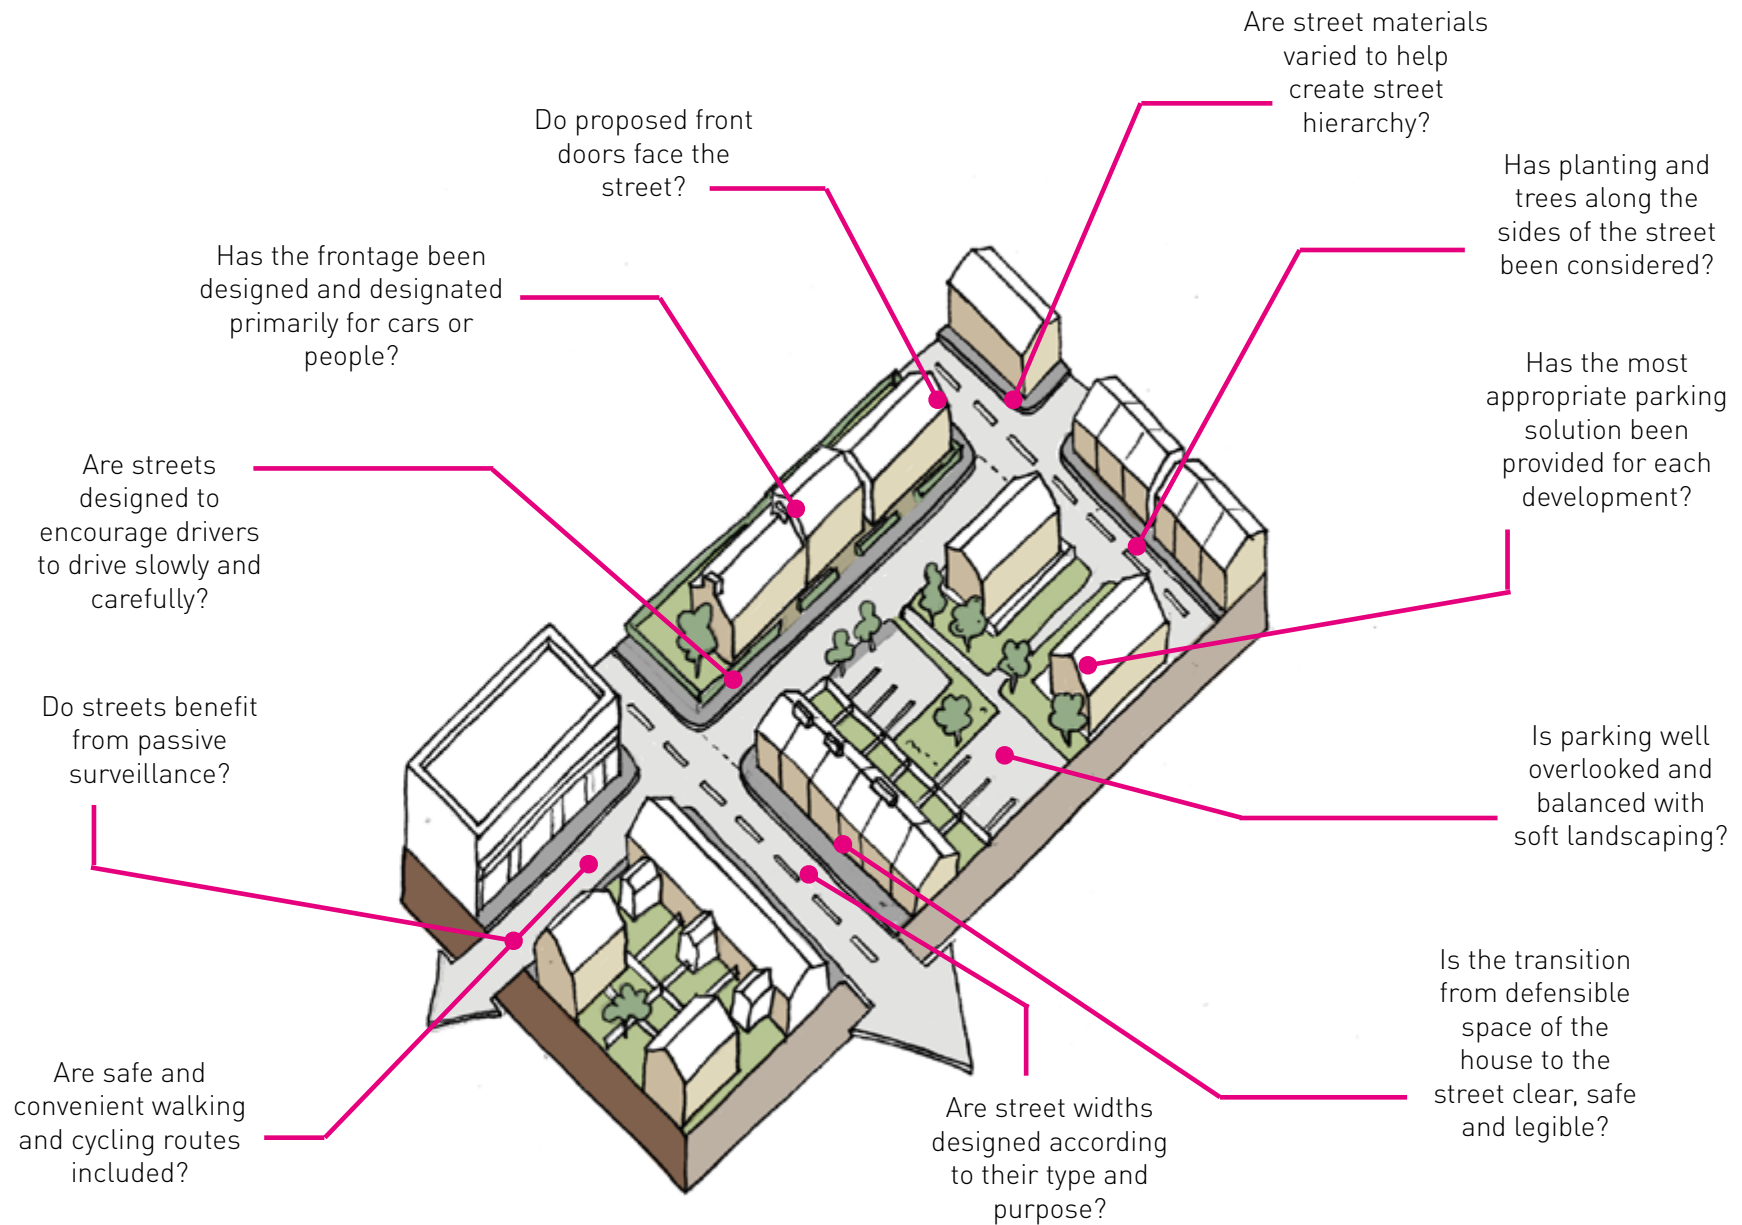 Are street materials
varied to help
create street
hierarchy?
Do proposed front
doors face the
street?
Has planting and
trees along the
sides of the street
been considered?
Has the frontage been
designed and designated
primarily for cars or
people?
Has the most
appropriate parking
solution been
provided for each
development?
Are streets
designed to
encourage drivers
to drive slowly and
carefully?
Do streets benefit
from passive
surveillance?
Is parking well
overlooked and
balanced with
soft landscaping?
Is the transition
from defensible
space of the
house to the
street clear, safe
and legible?
Are safe and
convenient walking
and cycling routes
included?
Are street widths
designed according
to their type and
purpose?